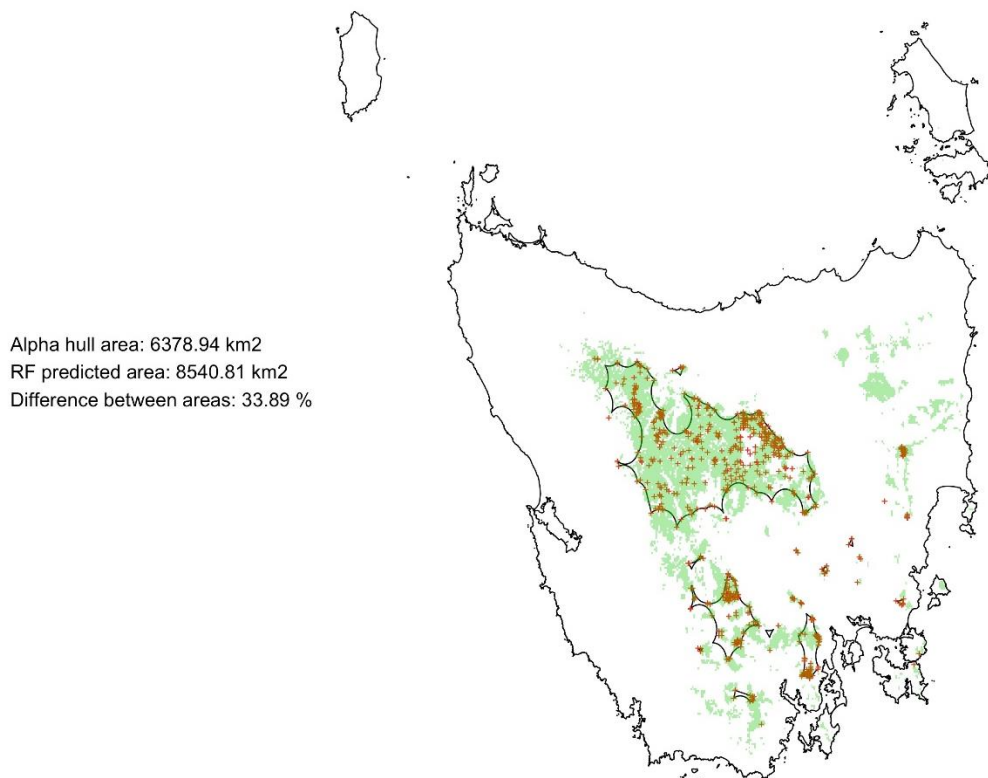 Alpha hull area: 6378.94 km2
RF predicted area: 8540.81 km2
Difference between areas: 33.89 %